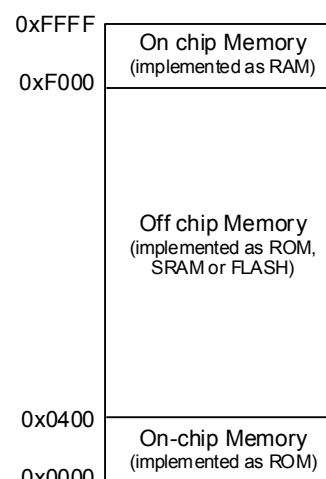 0xFFFF
On chip Memory
(implemented as RAM)
0xF000
Off chip Memory
(implemented as ROM,
SRAM or FLASH)
0x0400
On-chip Memory
(implemented as ROM)
0x0000